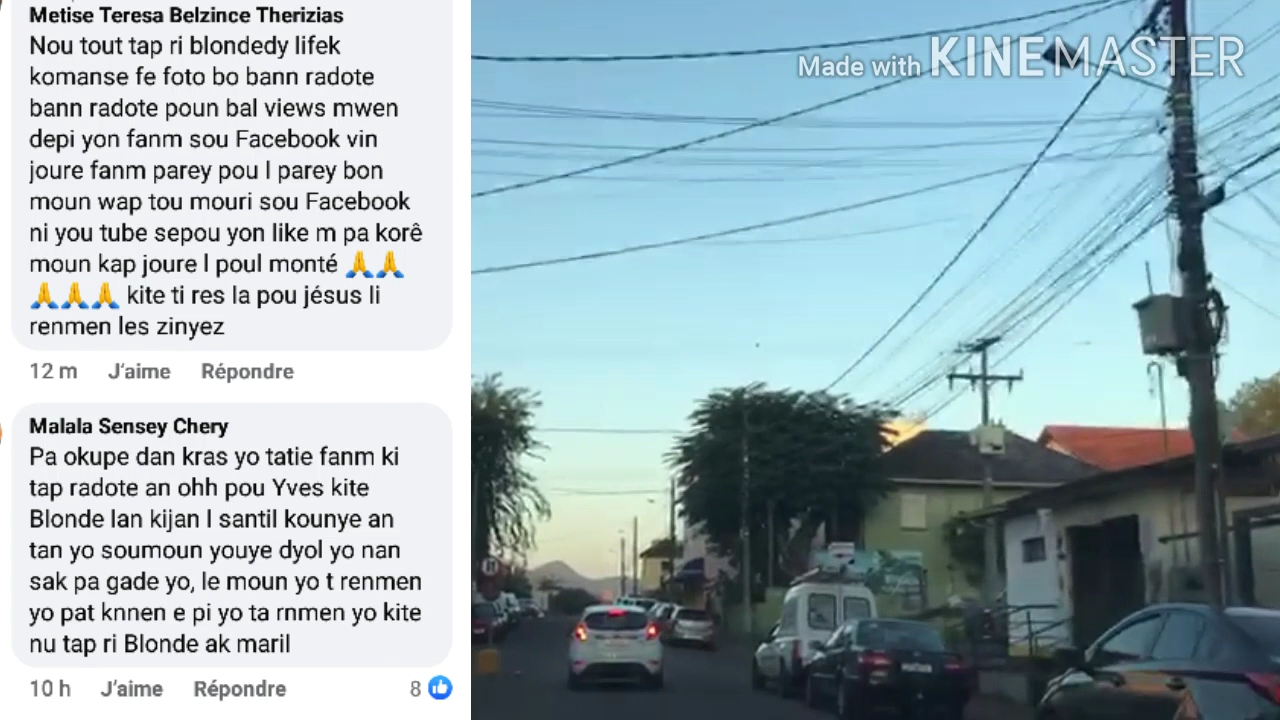 Metise Teresa Belzince Therizias
Nou tout tap ri blondedy lifek
komanse fe foto bo bann radote
bann radote poun bal views mwen
depi yon fanm sou Facebook vin
joure fanm parey pou l parey bon
moun wap tou mouri sou Facebook
ni you tube sepou yon like m pa korê
moun kap joure l poul monté 🙏🙏
🙏🙏🙏 kite ti res la pou jésus li
renmen les zinyez
12 m J'aime Répondre
Malala Sensey Chery
Pa okupe dan kras yo tatie fanm ki
tap radote an ohh pou Yves kite
Blonde lan kijan l santil kounye an
tan yo soumoun youye dyol yo nan
sak pa gade yo, le moun yo t renmen
yo pat knnen e pi yo ta rnmen yo kite
nu tap ri Blonde ak maril
10 h J'aime Répondre 8
Made with KINEMASTER